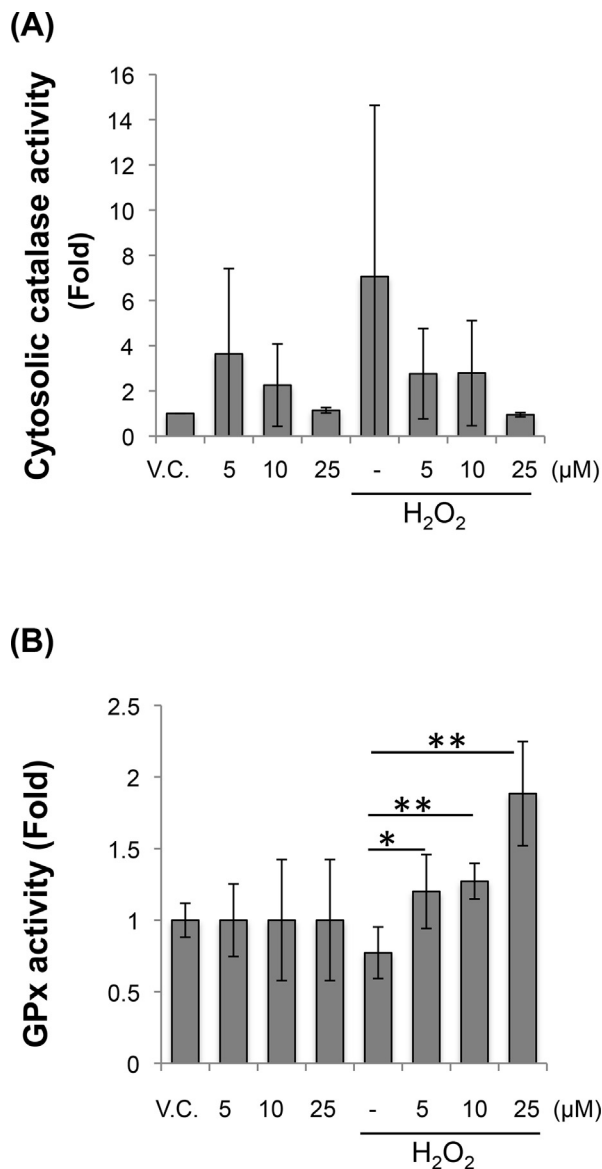 (A)
Cytosolic catalase activity
(Fold)
16
14
12
10
8
6
4
2
0
V.C. 5 10 25 - 5 10 25 (µM)
H₂O₂
(B)
GPx activity (Fold)
2.5
2
1.5
1
0.5
0
**
**
*
V.C. 5 10 25 - 5 10 25 (µM)
H₂O₂